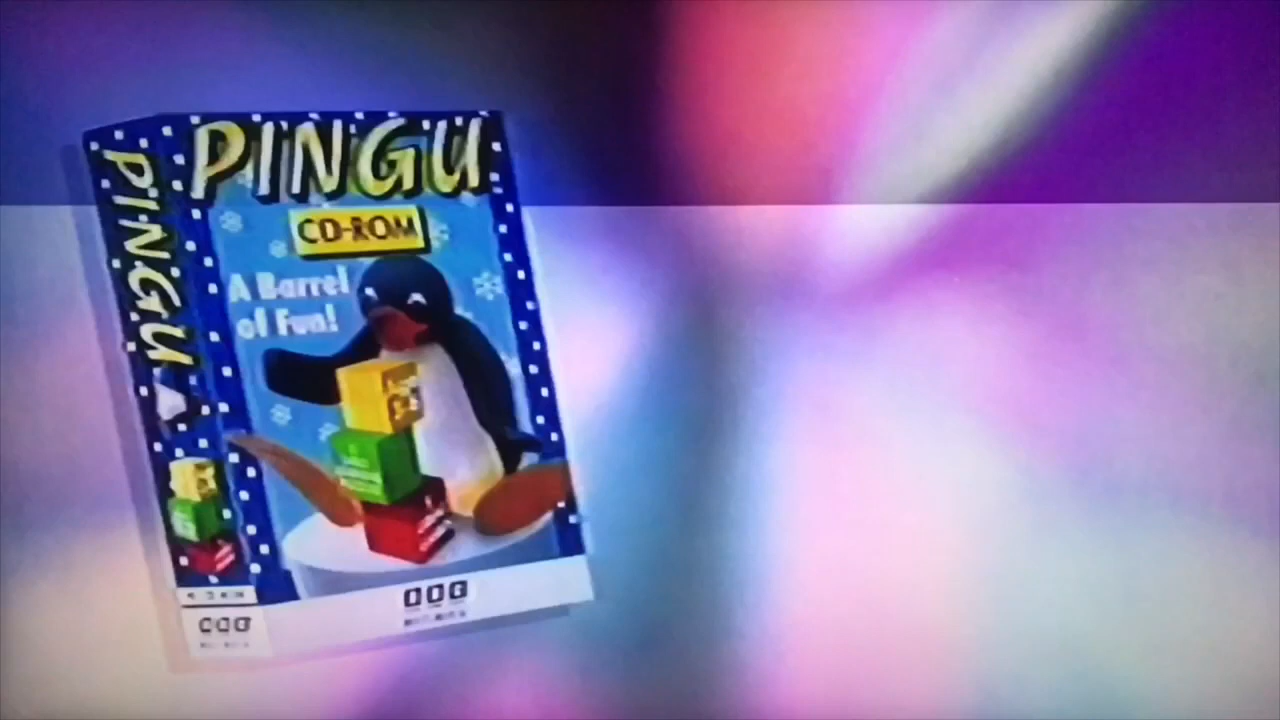 PINGU
PINGU
CD-ROM
A Barrel
of Fun!
BBC
BBC